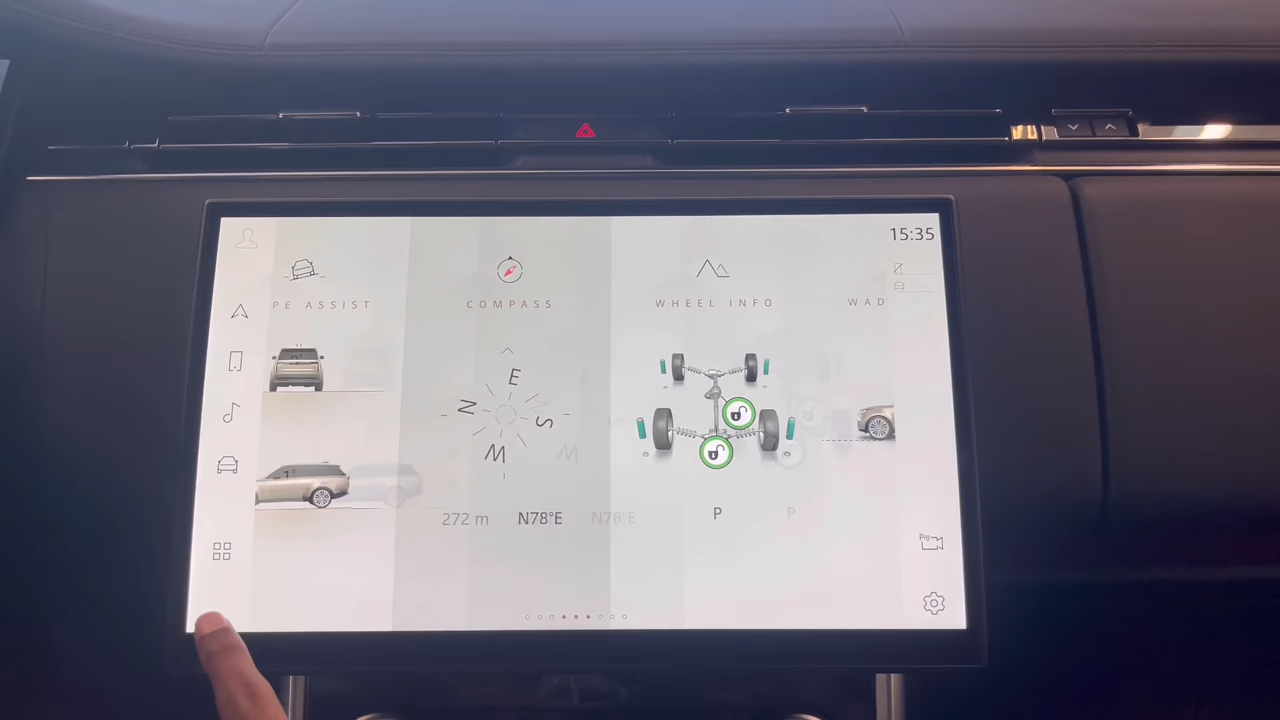 15:35
PE ASSIST
COMPASS
WHEEL INFO
WAD
E
N
S
W
272 m
N78°E
N78°E
P
P